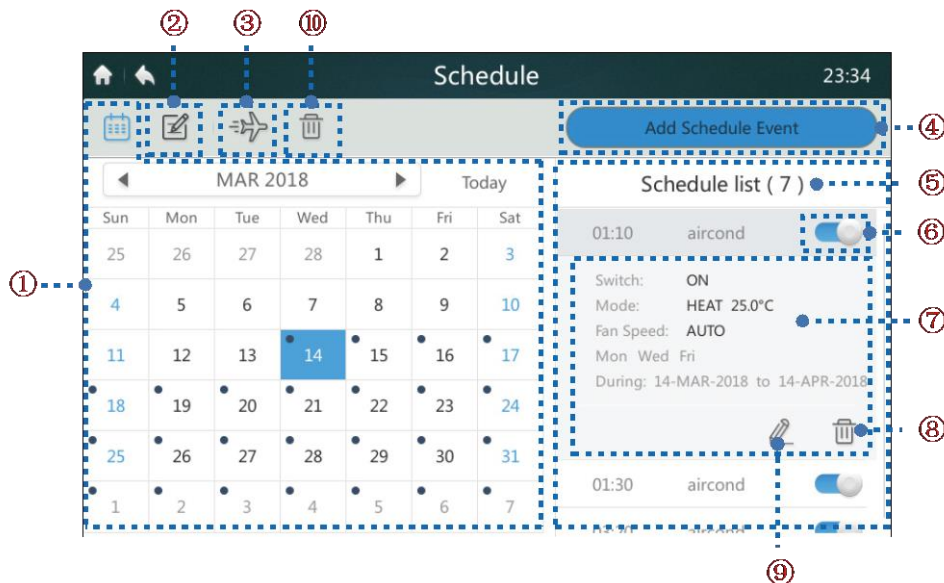 ② ③ ⑩
Schedule 23:34
Add Schedule Event ④
MAR 2018 Today
Schedule list ( 7 ) ⑤
Sun Mon Tue Wed Thu Fri Sat
01:10 aircond ⑥
25 26 27 28 1 2 3
①
Switch: ON
4 5 6 7 8 9 10
Mode: HEAT 25.0°C
⑦
Fan Speed: AUTO
11 12 13 14 15 16 17
Mon Wed Fri
During: 14-MAR-2018 to 14-APR-2018
18 19 20 21 22 23 24
⑧
25 26 27 28 29 30 31
01:30 aircond
1 2 3 4 5 6 7
⑨